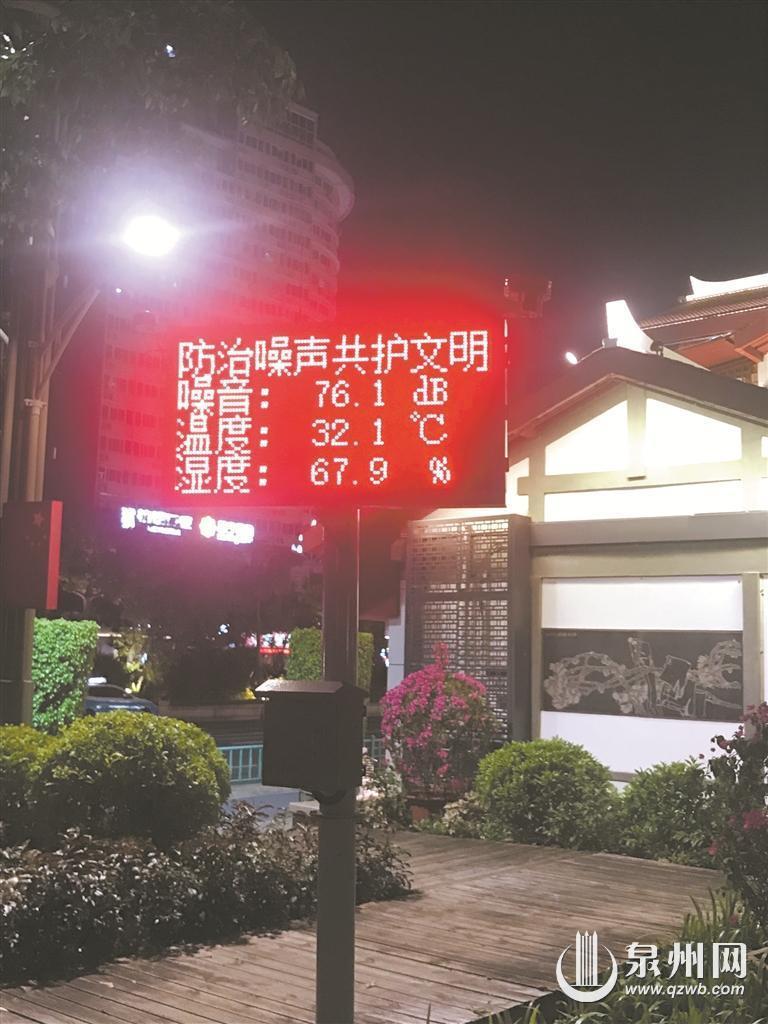 防治噪声共护文明
噪音: 76.1 dB
温度: 32.1 ℃
湿度: 67.9 %
泉州网
www.qzwb.com